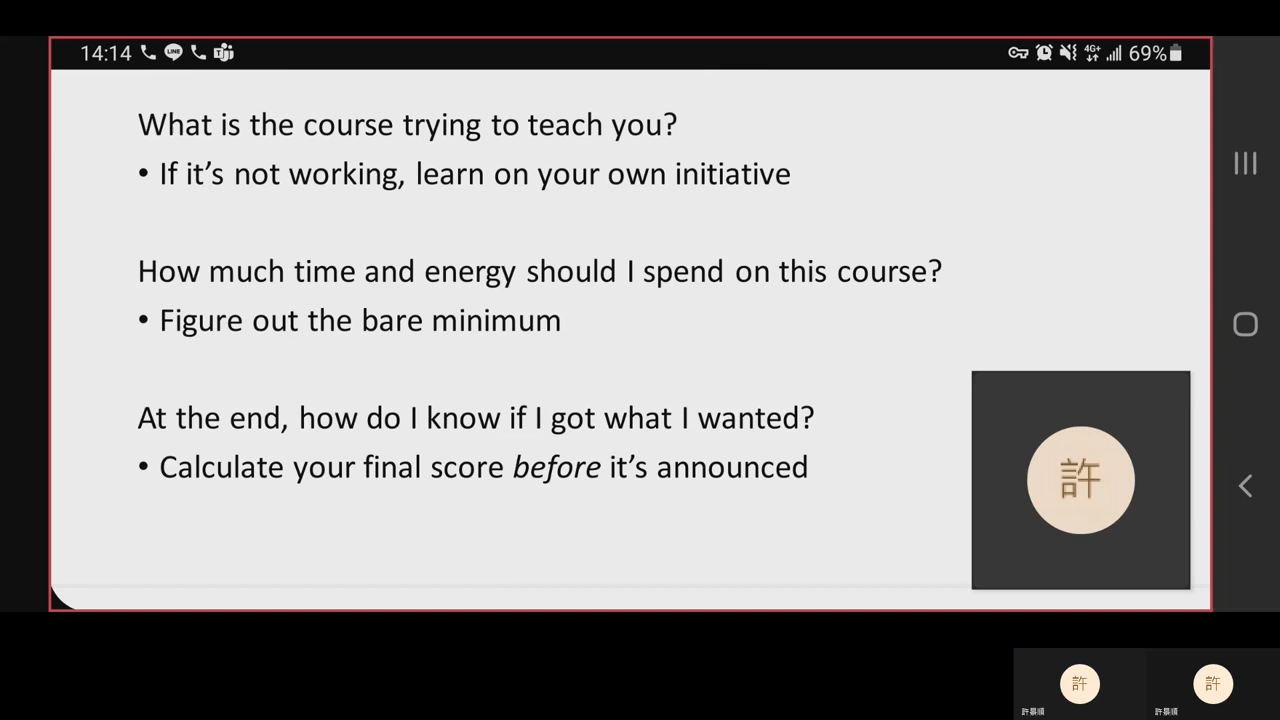 14:14
LINE
4G+
69%
What is the course trying to teach you?
• If it’s not working, learn on your own initiative
How much time and energy should I spend on this course?
• Figure out the bare minimum
At the end, how do I know if I got what I wanted?
• Calculate your final score before it’s announced
許
許
許